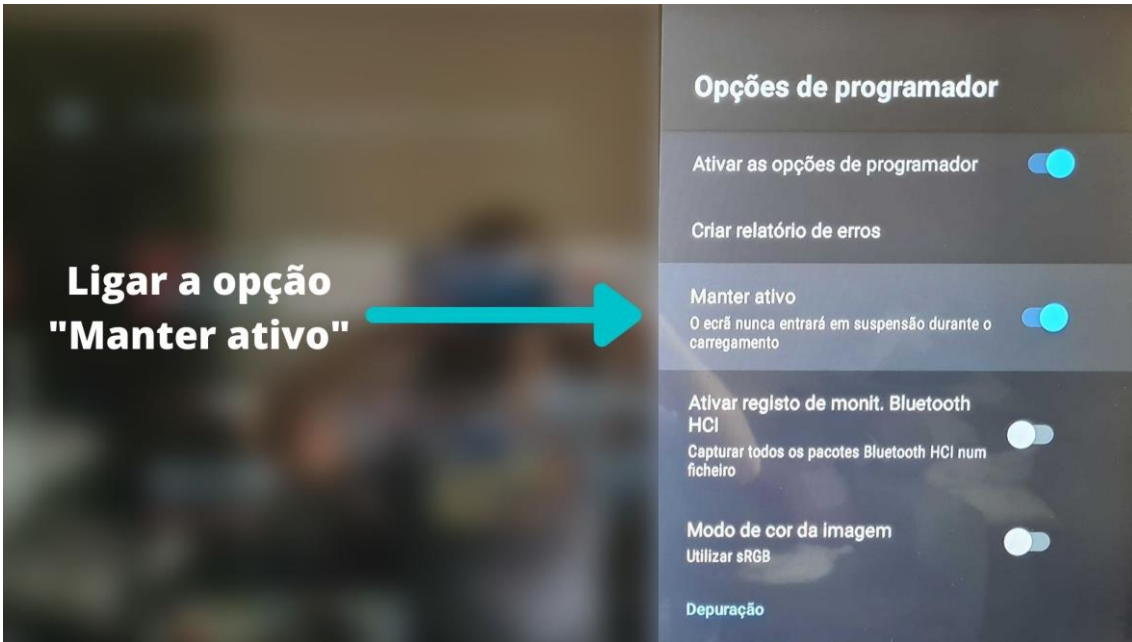 Opções de programador
Ativar as opções de programador
Criar relatório de erros
Ligar a opção
"Manter ativo"
Manter ativo
O ecrã nunca entrará em suspensão durante o
carregamento
Ativar registo de monit. Bluetooth
HCI
Capturar todos os pacotes Bluetooth HCI num
ficheiro
Modo de cor da imagem
Utilizar sRGB
Depuração